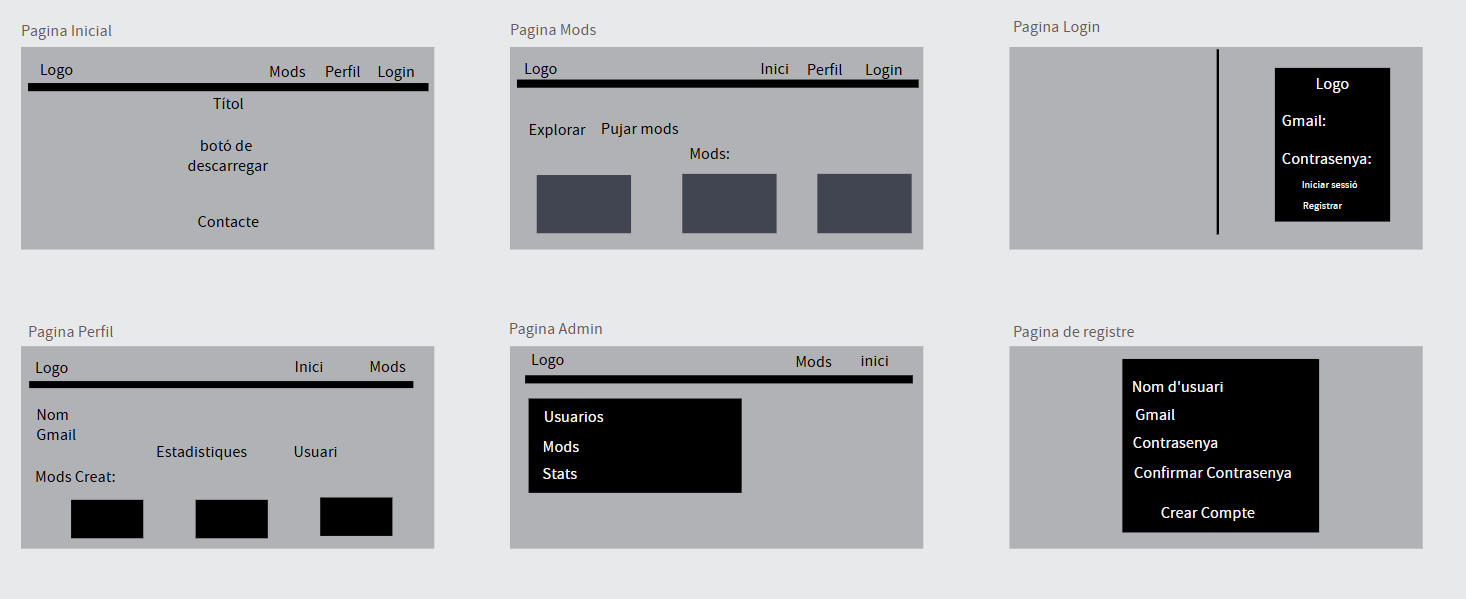 Pagina Inicial
Logo
Mods Perfil Login
Títol
botó de
descarregar
Contacte
Pagina Mods
Logo
Inici Perfil Login
Explorar Pujar mods
Mods:
Pagina Login
Logo
Gmail:
Contrasenya:
Iniciar sessió
Registrar
Pagina Perfil
Logo
Inici Mods
Nom
Gmail
Estadistiques Usuari
Mods Creat:
Pagina Admin
Logo
Mods inici
Usuarios
Mods
Stats
Pagina de registre
Nom d'usuari
Gmail
Contrasenya
Confirmar Contrasenya
Crear Compte